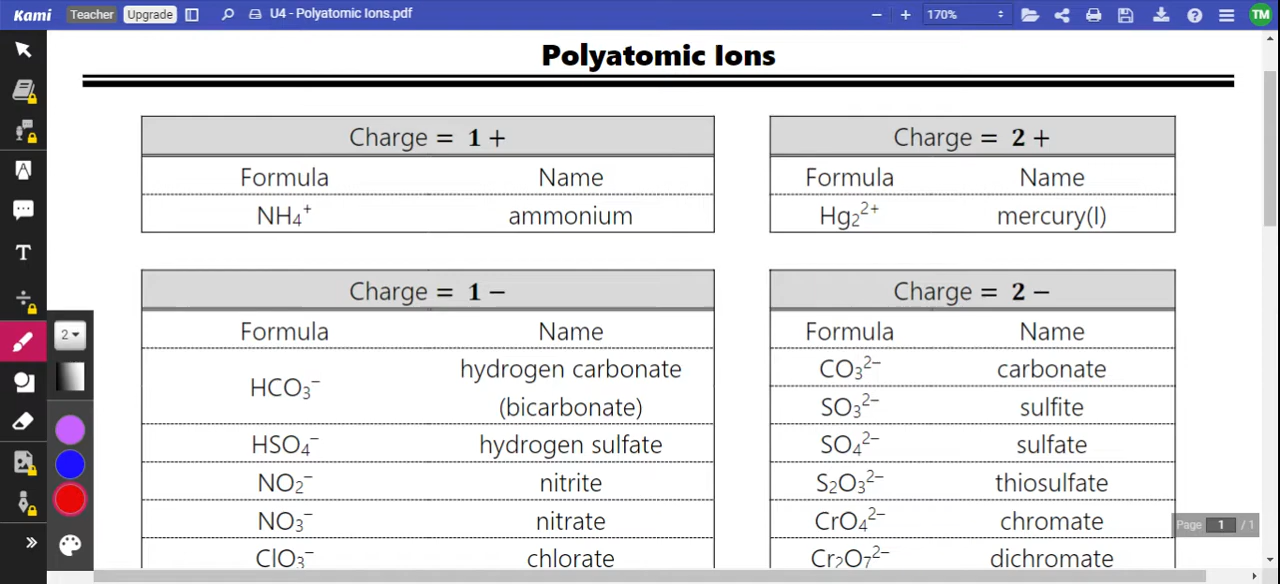 Kami Teacher Upgrade U4 - Polyatomic Ions.pdf 170% TM
Polyatomic Ions
Charge = 1 +
Formula Name
NH₄⁺ ammonium
Charge = 2 +
Formula Name
Hg₂²⁺ mercury(I)
Charge = 1 −
Formula Name
HCO₃⁻ hydrogen carbonate
(bicarbonate)
HSO₄⁻ hydrogen sulfate
NO₂⁻ nitrite
NO₃⁻ nitrate
ClO₃⁻ chlorate
Charge = 2 −
Formula Name
CO₃²⁻ carbonate
SO₃²⁻ sulfite
SO₄²⁻ sulfate
S₂O₃²⁻ thiosulfate
CrO₄²⁻ chromate
Cr₂O₇²⁻ dichromate
2
Page 1 / 1